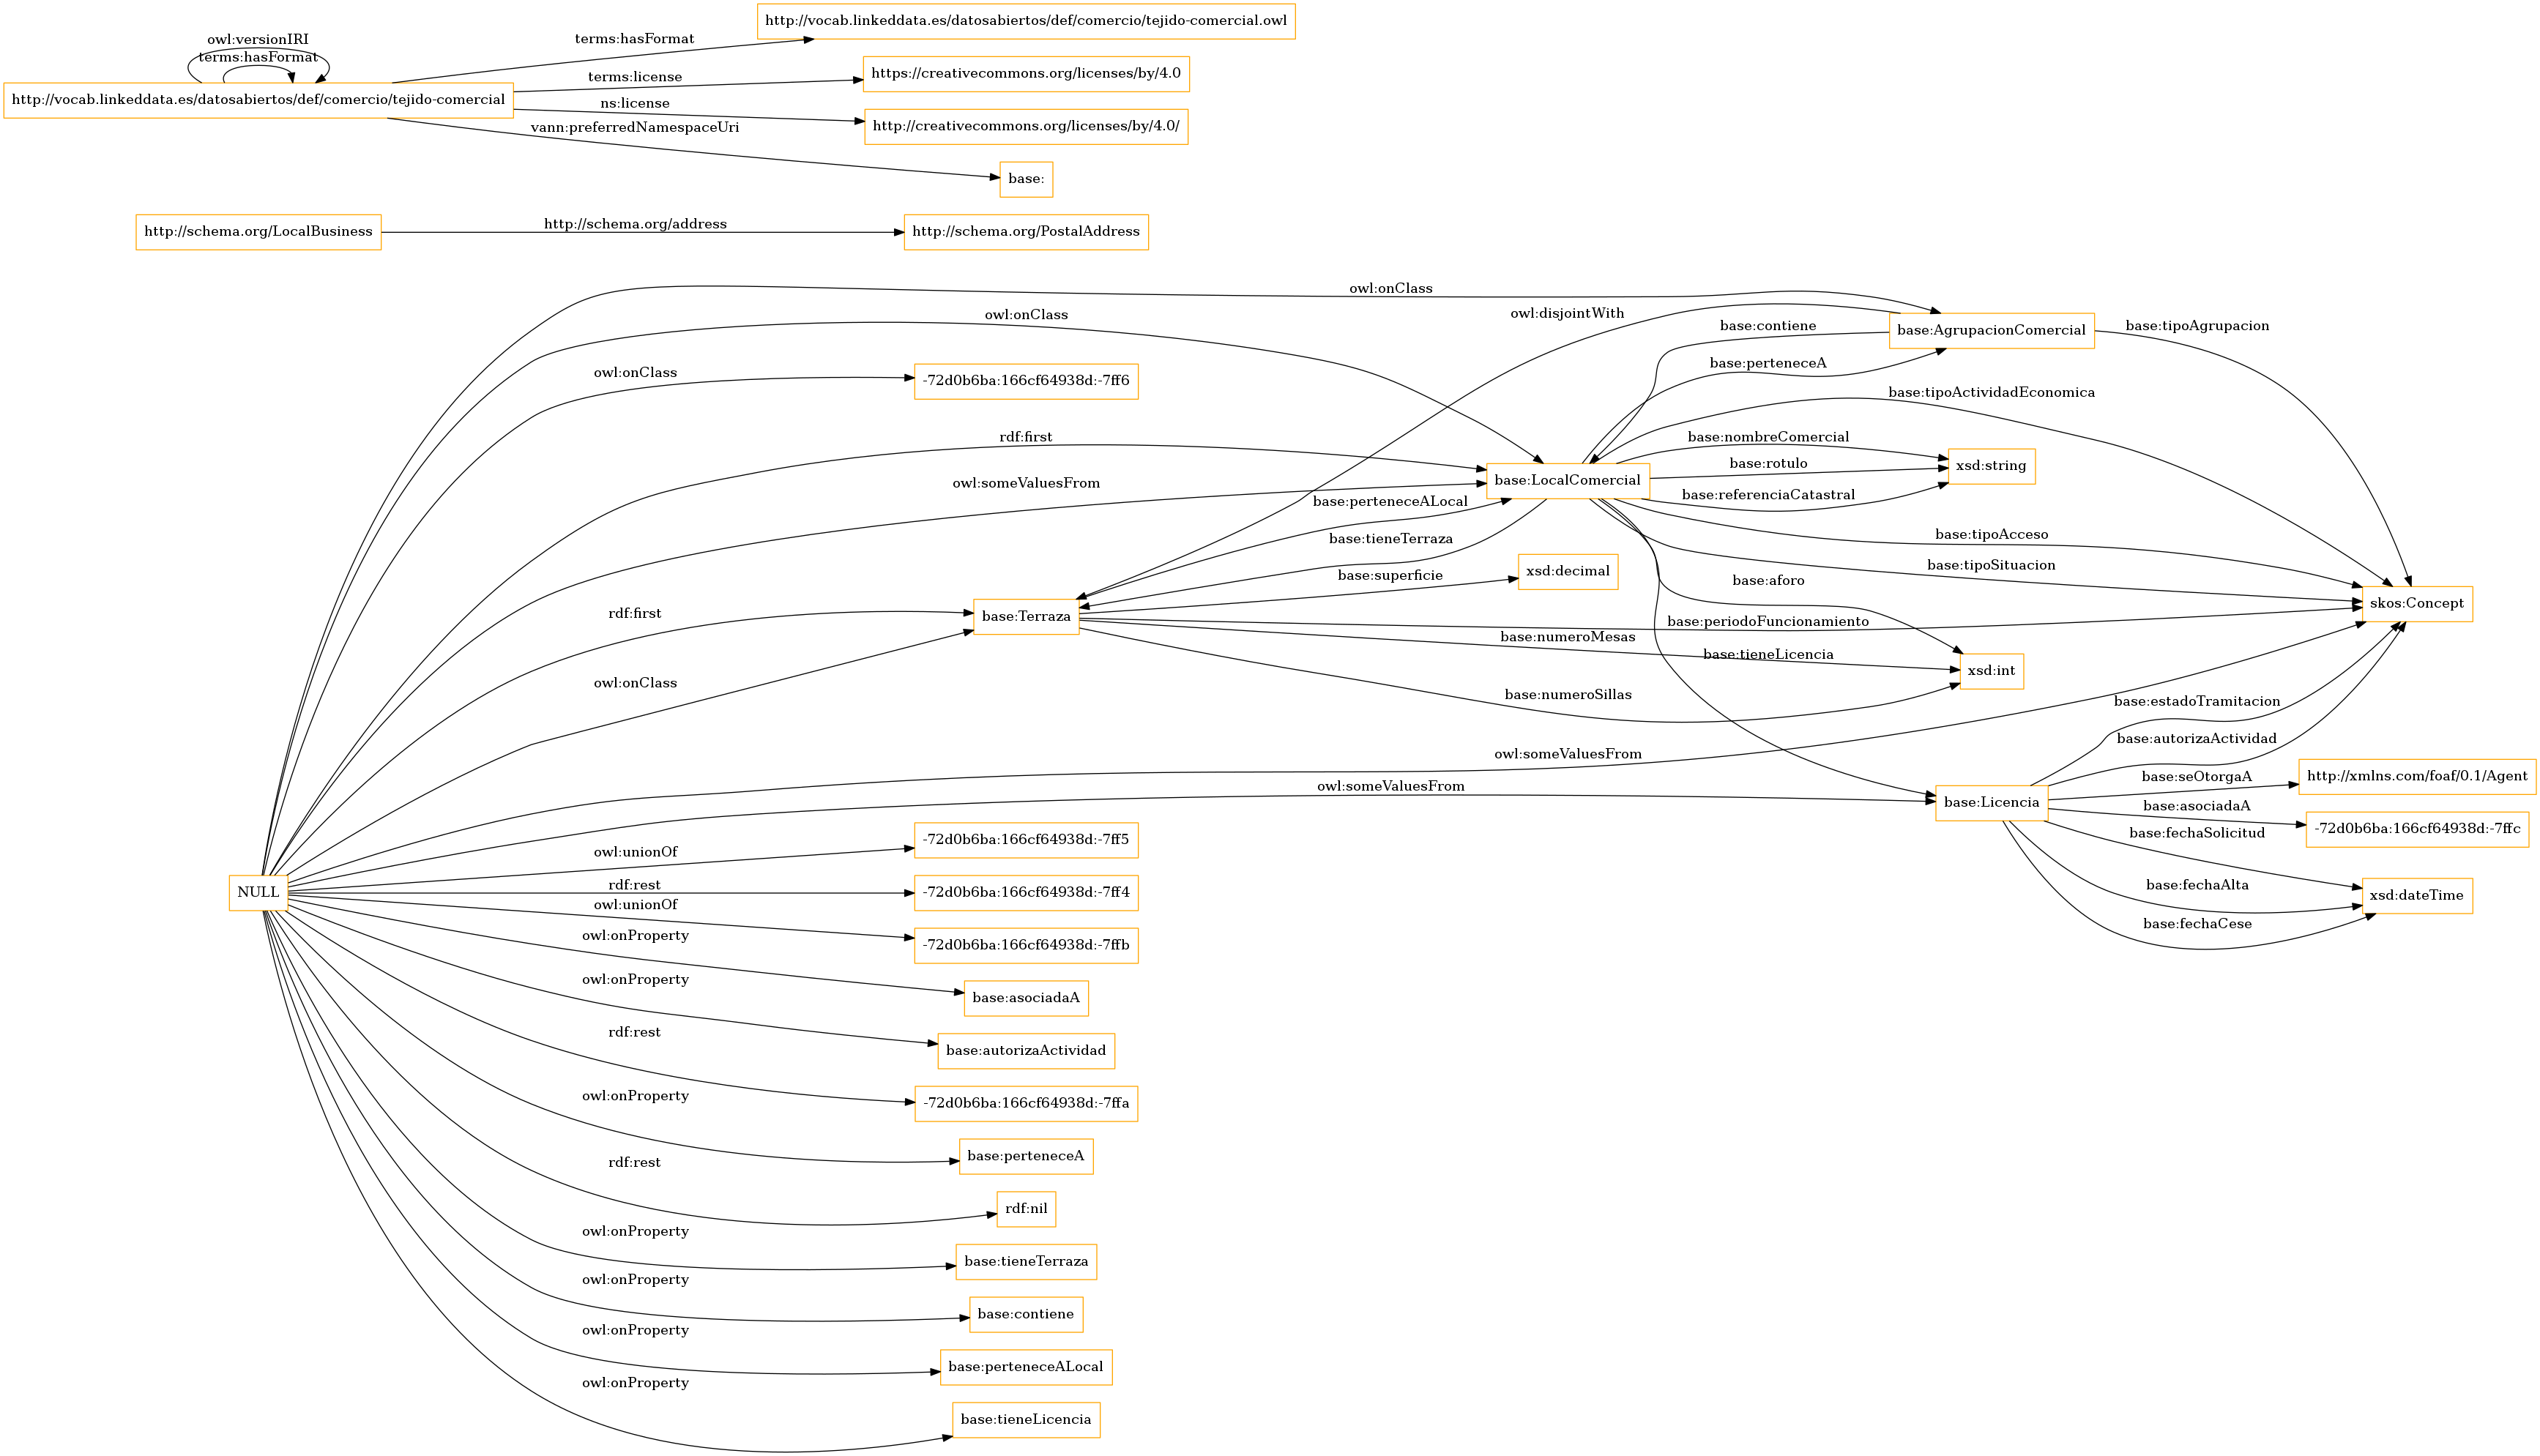 http://vocab.linkeddata.es/datosabiertos/def/comercio/tejido-comercial.owl
owl:versionIRI
terms:hasFormat
terms:hasFormat
https://creativecommons.org/licenses/by/4.0
terms:license
http://vocab.linkeddata.es/datosabiertos/def/comercio/tejido-comercial
ns:license
http://creativecommons.org/licenses/by/4.0/
vann:preferredNamespaceUri
base:
http://schema.org/LocalBusiness
http://schema.org/address
http://schema.org/PostalAddress
owl:onClass
owl:onClass
owl:disjointWith
base:contiene
base:AgrupacionComercial
base:tipoAgrupacion
base:perteneceA
owl:onClass
-72d0b6ba:166cf64938d:-7ff6
base:tipoActividadEconomica
rdf:first
base:nombreComercial
base:rotulo
xsd:string
base:LocalComercial
owl:someValuesFrom
base:referenciaCatastral
base:perteneceALocal
base:tieneTerraza
base:tipoAcceso
base:tipoSituacion
base:superficie
xsd:decimal
base:aforo
skos:Concept
rdf:first
base:Terraza
base:periodoFuncionamiento
base:numeroMesas
base:tieneLicencia
xsd:int
owl:onClass
base:numeroSillas
base:estadoTramitacion
base:autorizaActividad
owl:someValuesFrom
owl:someValuesFrom
base:seOtorgaA
http://xmlns.com/foaf/0.1/Agent
base:Licencia
base:asociadaA
-72d0b6ba:166cf64938d:-7ffc
base:fechaSolicitud
base:fechaAlta
xsd:dateTime
base:fechaCese
owl:unionOf
-72d0b6ba:166cf64938d:-7ff5
NULL
rdf:rest
-72d0b6ba:166cf64938d:-7ff4
owl:unionOf
-72d0b6ba:166cf64938d:-7ffb
owl:onProperty
base:asociadaA
owl:onProperty
base:autorizaActividad
rdf:rest
-72d0b6ba:166cf64938d:-7ffa
owl:onProperty
base:perteneceA
rdf:rest
rdf:nil
owl:onProperty
base:tieneTerraza
owl:onProperty
base:contiene
owl:onProperty
base:perteneceALocal
owl:onProperty
base:tieneLicencia